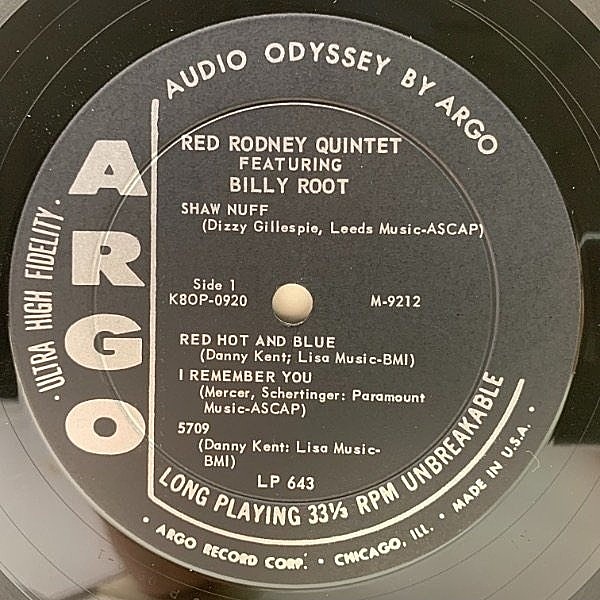 AUDIO ODYSSEY BY ARGO
· ULTRA HIGH FIDELITY ·
ARGO
RED RODNEY QUINTET
FEATURING
BILLY ROOT
SHAW NUFF
(Dizzy Gillespie, Leeds Music-ASCAP)
Side 1
K8OP-0920
M-9212
RED HOT AND BLUE
(Danny Kent; Lisa Music-BMI)
I REMEMBER YOU
(Mercer, Schertinger: Paramount
Music-ASCAP)
5709
(Danny Kent: Lisa Music-
BMI)
LP 643
LONG PLAYING 33⅓ RPM UNBREAKABLE
· ARGO RECORD CORP. · CHICAGO, ILL. · MADE IN U.S.A. ·